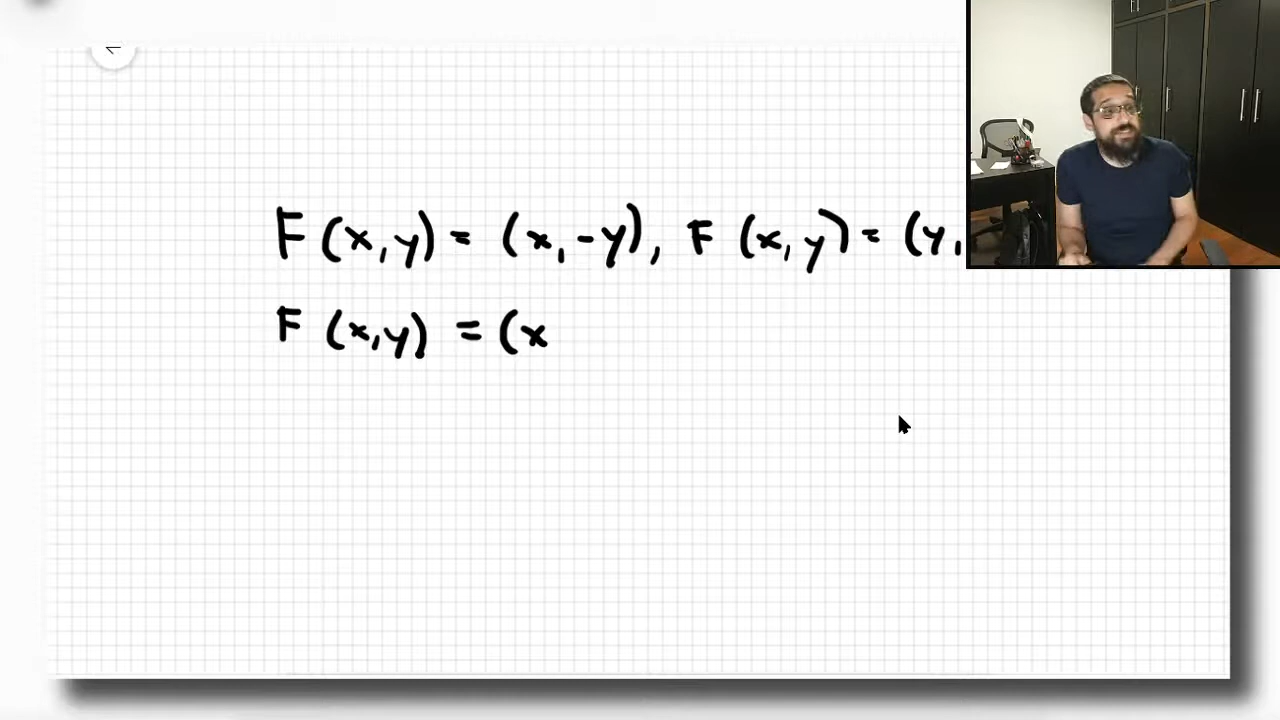 F (x,y) = (x, -y), F (x,y) = (y,
F (x,y) = (x